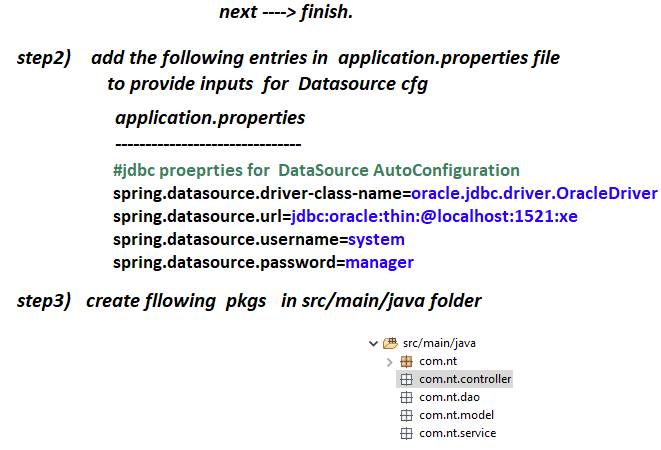 next ----> finish.
step2) add the following entries in application.properties file
to provide inputs for Datasource cfg
application.properties
-------------------------------
#jdbc proeprties for DataSource AutoConfiguration
spring.datasource.driver-class-name=oracle.jdbc.driver.OracleDriver
spring.datasource.url=jdbc:oracle:thin:@localhost:1521:xe
spring.datasource.username=system
spring.datasource.password=manager
step3) create fllowing pkgs in src/main/java folder
src/main/java
com.nt
com.nt.controller
com.nt.dao
com.nt.model
com.nt.service